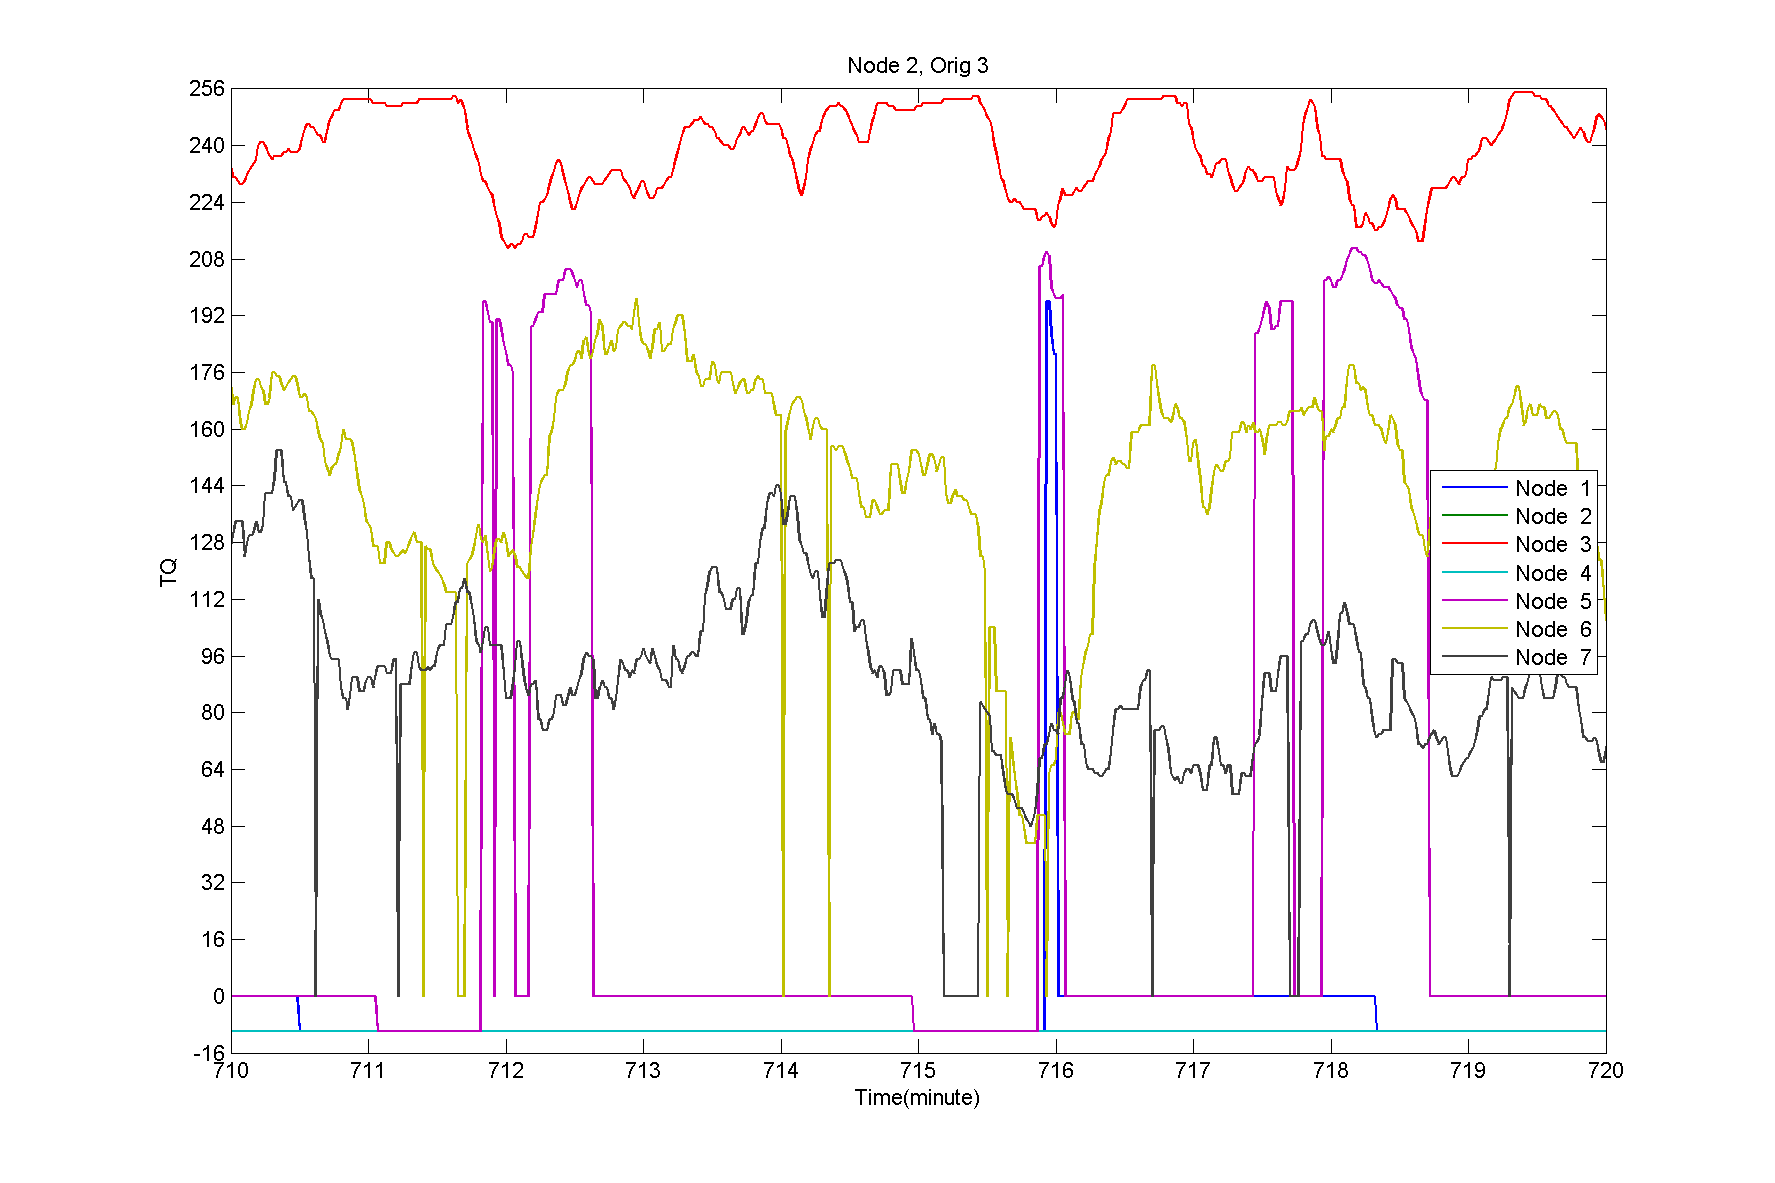 Node 2, Orig 3
256
240
224
208
192
176
160
144
128
112
96
80
64
48
32
16
0
-16
TQ
710 711 712 713 714 715 716 717 718 719 720
Time(minute)
Node 1
Node 2
Node 3
Node 4
Node 5
Node 6
Node 7